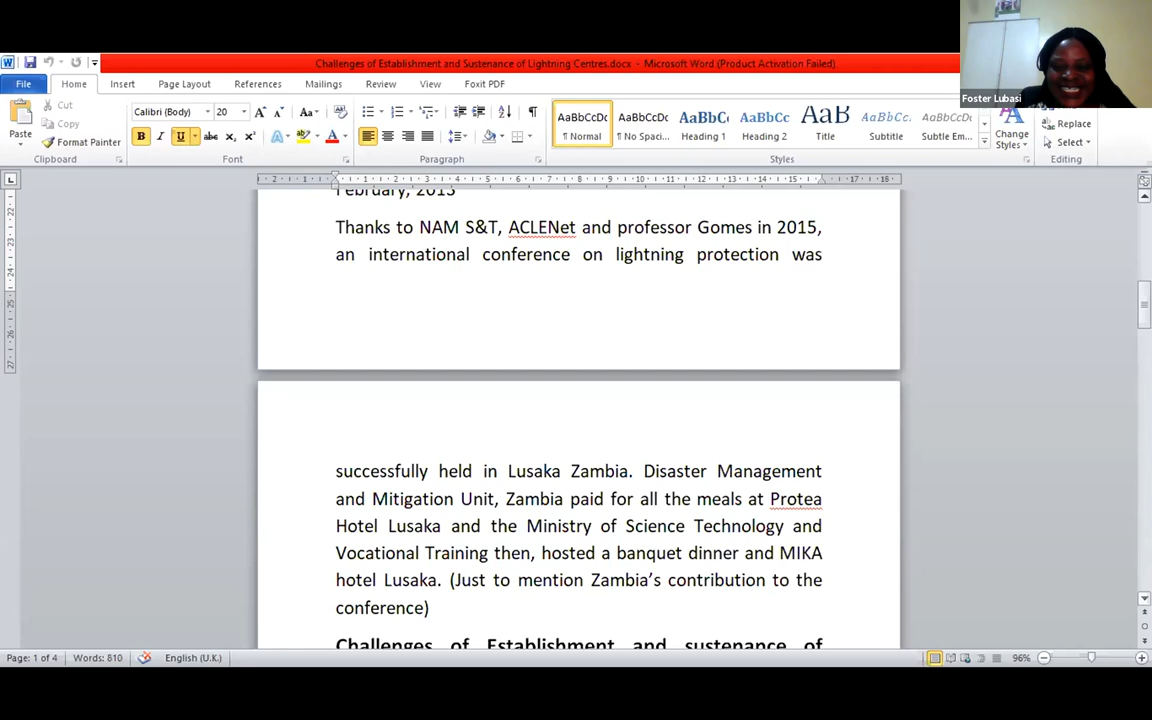 Challenges of Establishment and Sustenance of Lightning Centres.docx - Microsoft Word (Product Activation Failed)
File Home Insert Page Layout References Mailings Review View Foxit PDF
Foster Lubasi
Cut
Copy
Format Painter
Paste
Clipboard
Calibri (Body) 20
Font
Paragraph
AaBbCcDc AaBbCcDc AaBbC AaBbCc AaB AaBbCc. AaBbCcDc
¶ Normal ¶ No Spaci... Heading 1 Heading 2 Title Subtitle Subtle Em...
Styles
Change Styles
Replace
Select
Editing
February, 2013
Thanks to NAM S&T, ACLENet and professor Gomes in 2015,
an international conference on lightning protection was
successfully held in Lusaka Zambia. Disaster Management
and Mitigation Unit, Zambia paid for all the meals at Protea
Hotel Lusaka and the Ministry of Science Technology and
Vocational Training then, hosted a banquet dinner and MIKA
hotel Lusaka. (Just to mention Zambia’s contribution to the
conference)
Challenges of Establishment and sustenance of
Page: 1 of 4 Words: 810 English (U.K.) 96%